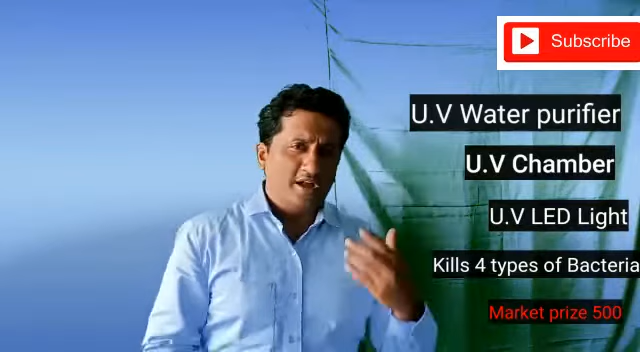 Subscribe
U.V Water purifier
U.V Chamber
U.V LED Light
Kills 4 types of Bacteria
Market prize 500